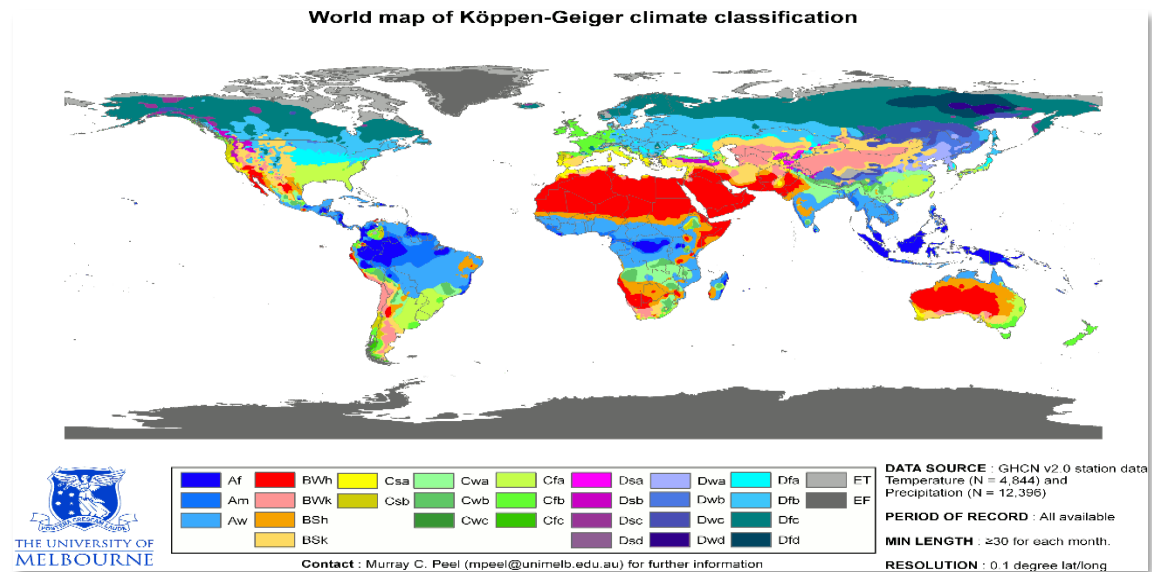 World map of Köppen-Geiger climate classification
Af BWh Csa Cwa Cfa Dsa Dwa Dfa ET
Am BWk Csb Cwb Cfb Dsb Dwb Dfb EF
Aw BSh Cwc Cfc Dsc Dwc Dfc
BSk Dsd Dwd Dfd
DATA SOURCE : GHCN v2.0 station data
Temperature (N = 4,844) and
Precipitation (N = 12,396)
PERIOD OF RECORD : All available
MIN LENGTH : ≥30 for each month.
RESOLUTION : 0.1 degree lat/long
THE UNIVERSITY OF
MELBOURNE
Contact : Murray C. Peel (mpeel@unimelb.edu.au) for further information